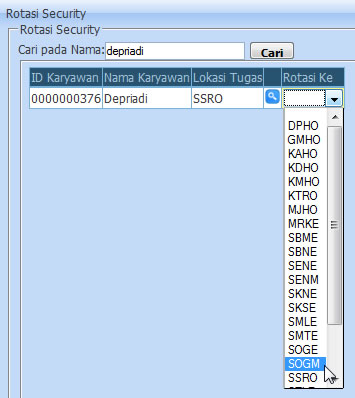 Rotasi Security
Rotasi Security
Cari pada Nama: depriadi Cari
ID Karyawan Nama Karyawan Lokasi Tugas Rotasi Ke
0000000376 Depriadi SSRO
DPHO
GMHO
KAHO
KDHO
KMHO
KTRO
MJHO
MRKE
SBME
SBNE
SENE
SENM
SKNE
SKSE
SMLE
SMTE
SOGE
SOGM
SSRO